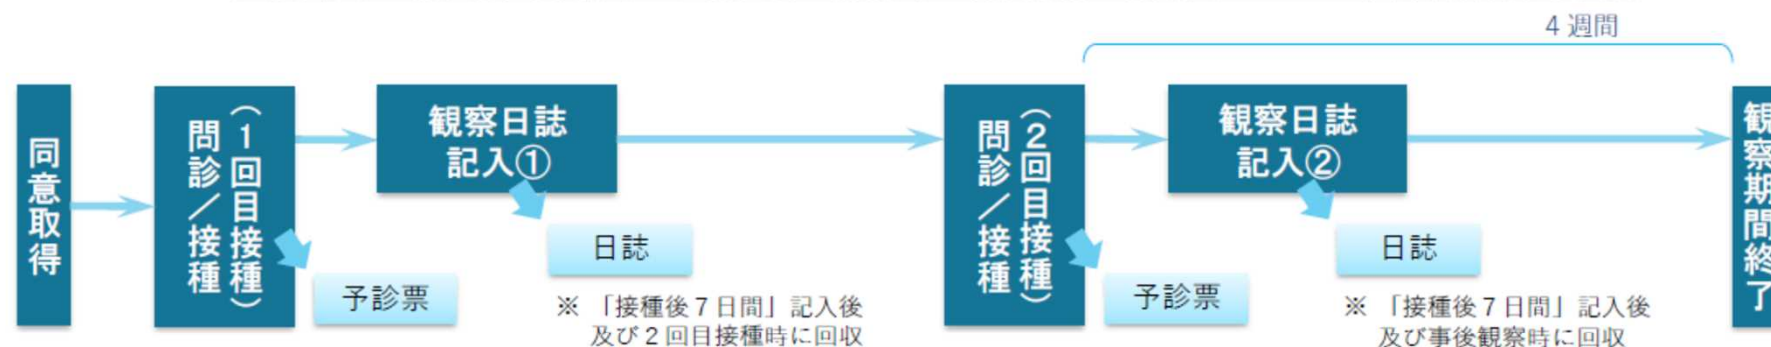 4 週間
同意取得
問診／接種
（1回目接種）
観察日誌
記入①
日誌
予診票
※ 「接種後７日間」記入後
及び２回目接種時に回収
問診／接種
（2回目接種）
観察日誌
記入②
日誌
予診票
※ 「接種後７日間」記入後
及び事後観察時に回収
観察期間終了